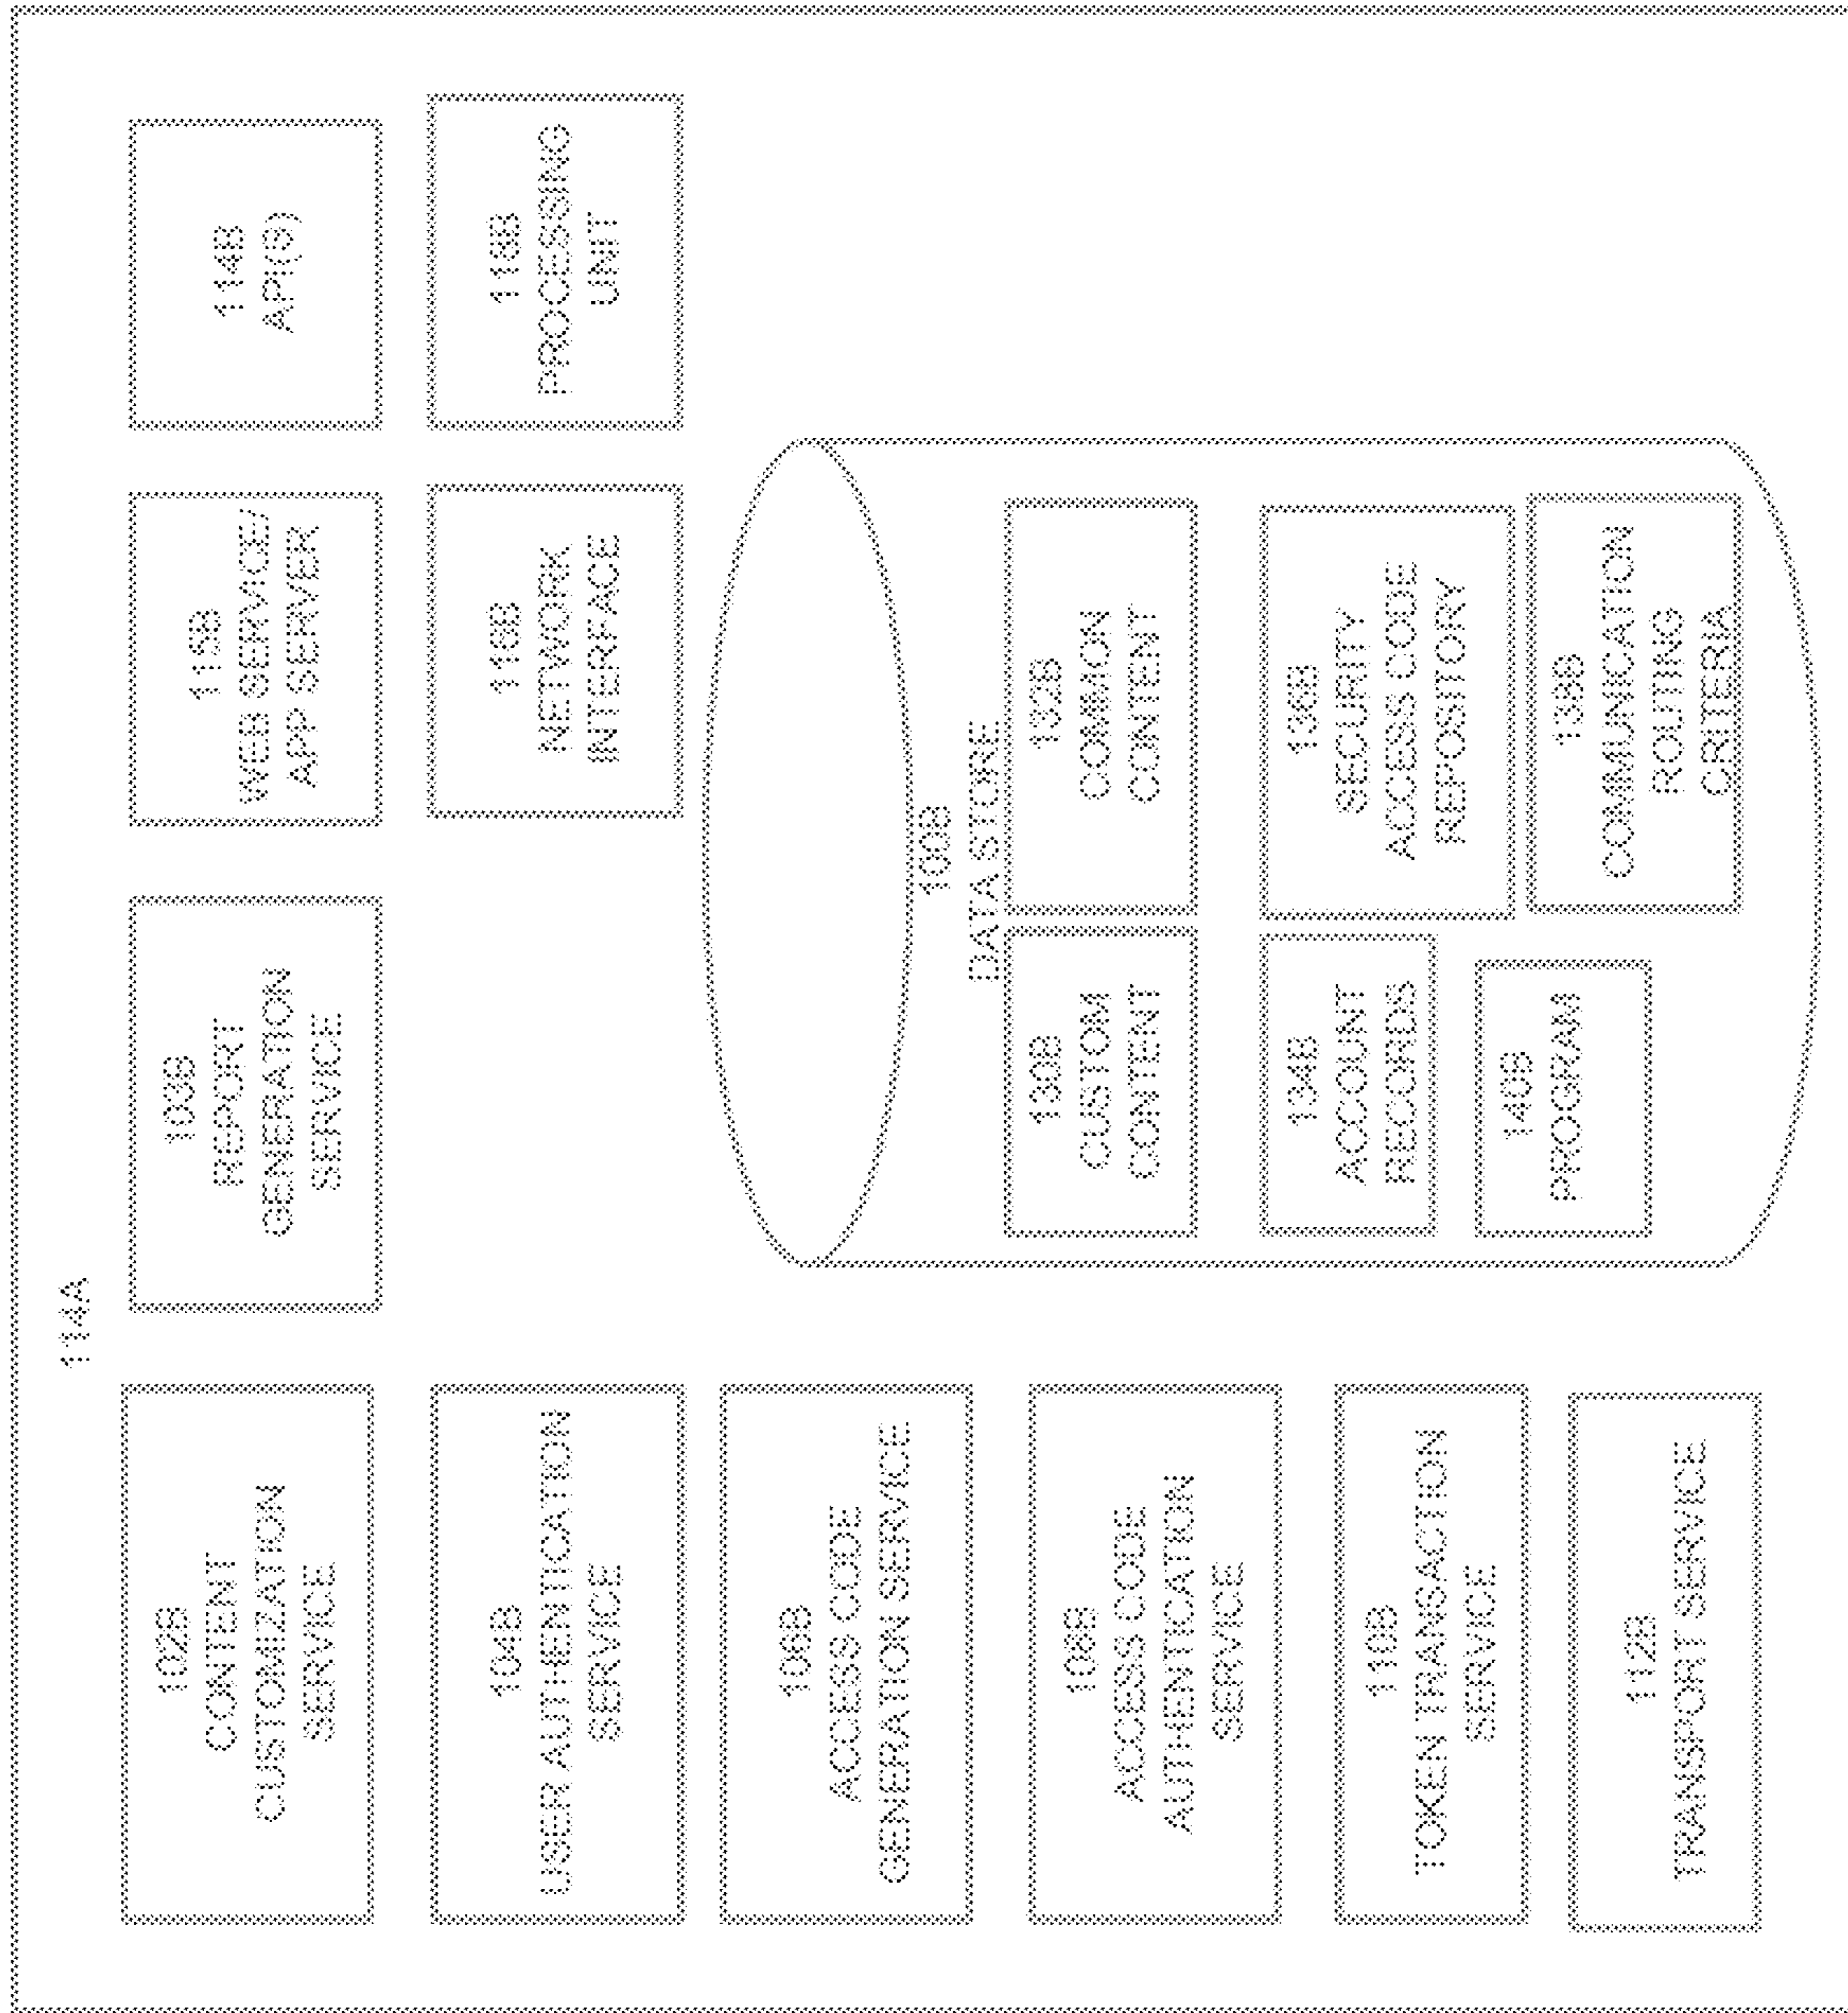 114A
102B
CONTENT
CUSTOMIZATION
SERVICE
103B
REPORT
GENERATION
SERVICE
115B
WEB SERVICE/
APP SERVER
114B
API(S)
104B
USER AUTHENTICATION
SERVICE
116B
NETWORK
INTERFACE
118B
PROCESSING
UNIT
106B
ACCESS CODE
GENERATION SERVICE
100B
DATA STORE
108B
ACCESS CODE
AUTHENTICATION
SERVICE
130B
CUSTOM
CONTENT
132B
COMMON
CONTENT
110B
TOKEN TRANSACTION
SERVICE
134B
ACCOUNT
RECORDS
136B
SECURITY
ACCESS CODE
REPOSITORY
112B
TRANSPORT SERVICE
140B
PROGRAM
138B
COMMUNICATION
ROUTING
CRITERIA